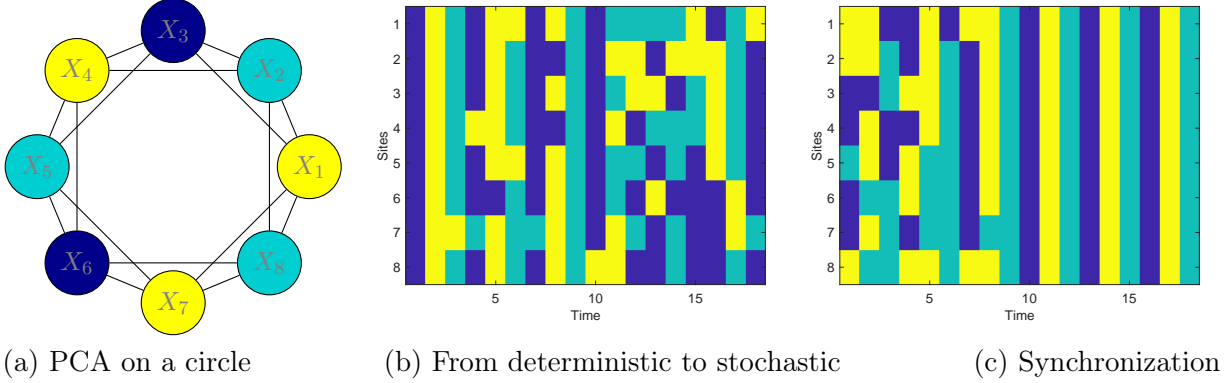 X3
X4
X2
X5
X1
X6
X8
X7
1
2
3
4
5
6
7
8
Sites
5
10
15
Time
1
2
3
4
5
6
7
8
Sites
5
10
15
Time
(a) PCA on a circle
(b) From deterministic to stochastic
(c) Synchronization